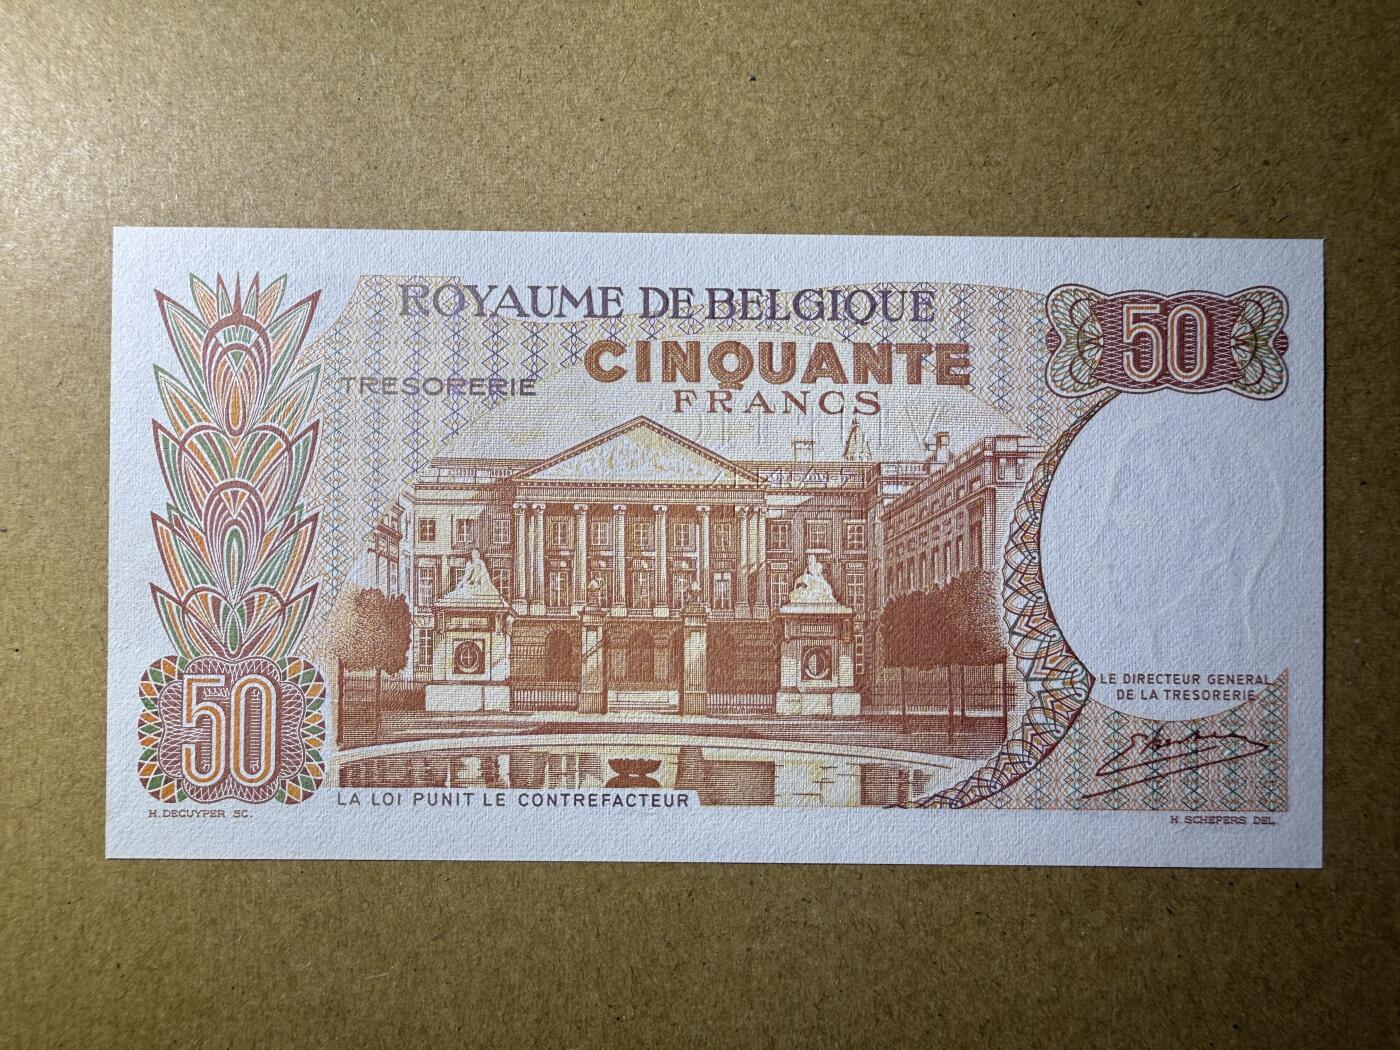 ROYAUME DE BELGIQUE
50
CINQUANTE
TRESORERIE
FRANCS
LE DIRECTEUR GENERAL
DE LA TRESORERIE
50
LA LOI PUNIT LE CONTREFACTEUR
H. DECUYPER SC.
H. SCHEPERS DEL.